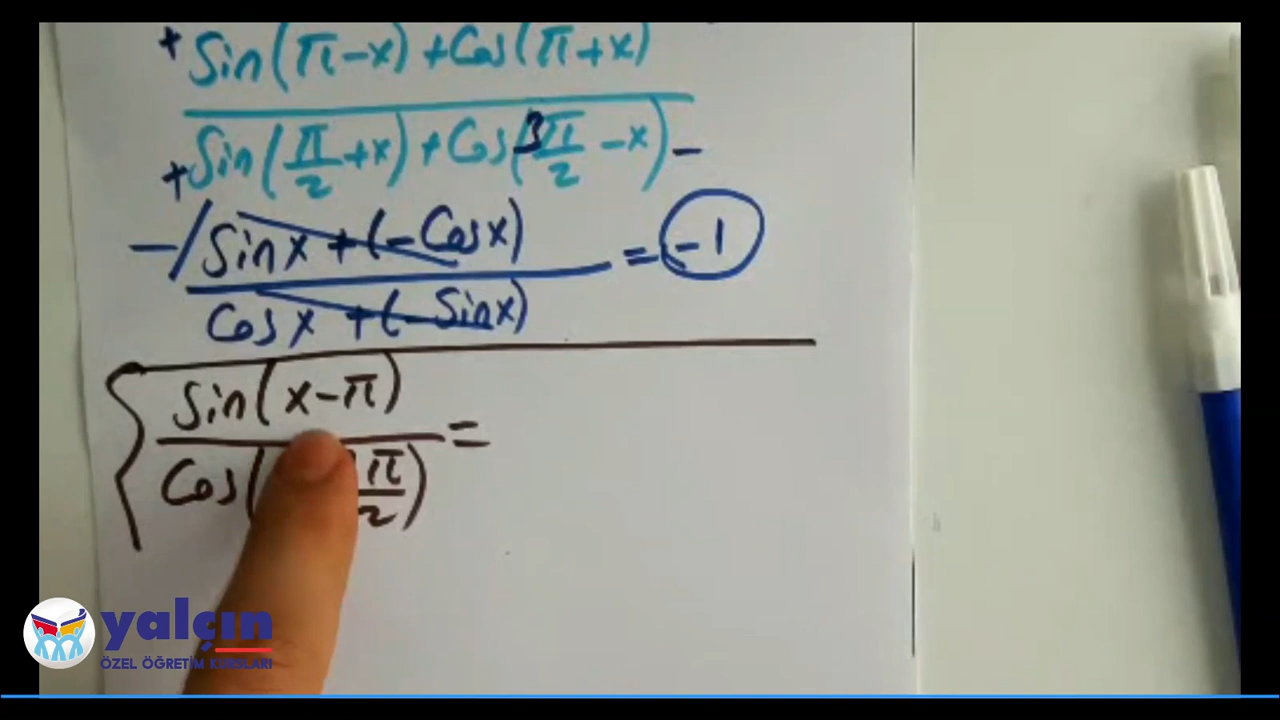 + Sin(π-x) + Cos(π+x)
+ Sin(π/2 + x) + Cos(3π/2 - x) -
-/ Sinx + (-Cosx) / Cosx + (-Sinx) = -1
Sin(x-π) / Cos( π/2) =
yalçın
ÖZEL ÖĞRETİM KURSLARI